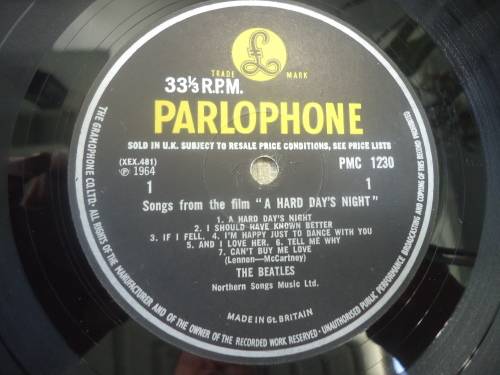 £
TRADE MARK
33⅓ R.P.M.
PARLOPHONE
SOLD IN U.K. SUBJECT TO RESALE PRICE CONDITIONS, SEE PRICE LISTS
(XEX.481) PMC 1230
Ⓟ 1964
1 1
Songs from the film "A HARD DAY'S NIGHT"
1. A HARD DAY'S NIGHT
2. I SHOULD HAVE KNOWN BETTER
3. IF I FELL. 4. I'M HAPPY JUST TO DANCE WITH YOU
5. AND I LOVE HER. 6. TELL ME WHY
7. CAN'T BUY ME LOVE
(Lennon—McCartney)
THE BEATLES
Northern Songs Music Ltd.
MADE IN Gt. BRITAIN
THE GRAMOPHONE CO. LTD. ALL RIGHTS OF THE MANUFACTURER AND OF THE OWNER OF THE RECORDED WORK RESERVED · UNAUTHORISED PUBLIC PERFORMANCE BROADCASTING AND COPYING OF THIS RECORD PROHIBITED